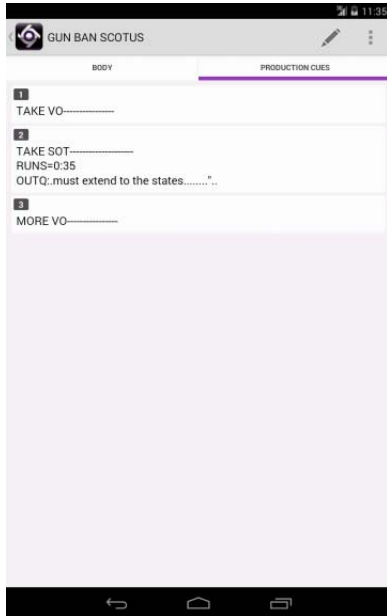 11:35
GUN BAN SCOTUS
BODY
PRODUCTION CUES
1
TAKE VO---------------
2
TAKE SOT-------------------
RUNS=0:35
OUTQ:.must extend to the states........"..
3
MORE VO---------------